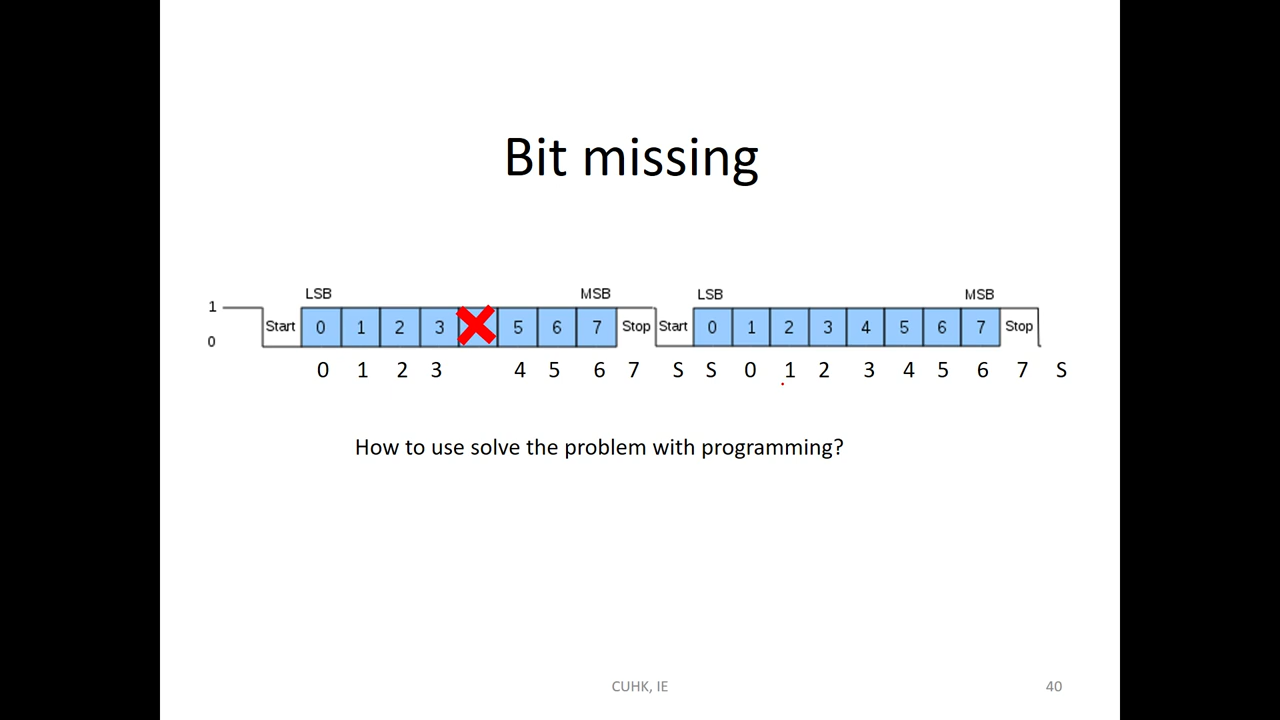 Bit missing
LSB MSB LSB MSB
1
Start 0 1 2 3 5 6 7 Stop Start 0 1 2 3 4 5 6 7 Stop
0
0 1 2 3 4 5 6 7 S S 0 1 2 3 4 5 6 7 S
How to use solve the problem with programming?
CUHK, IE 40